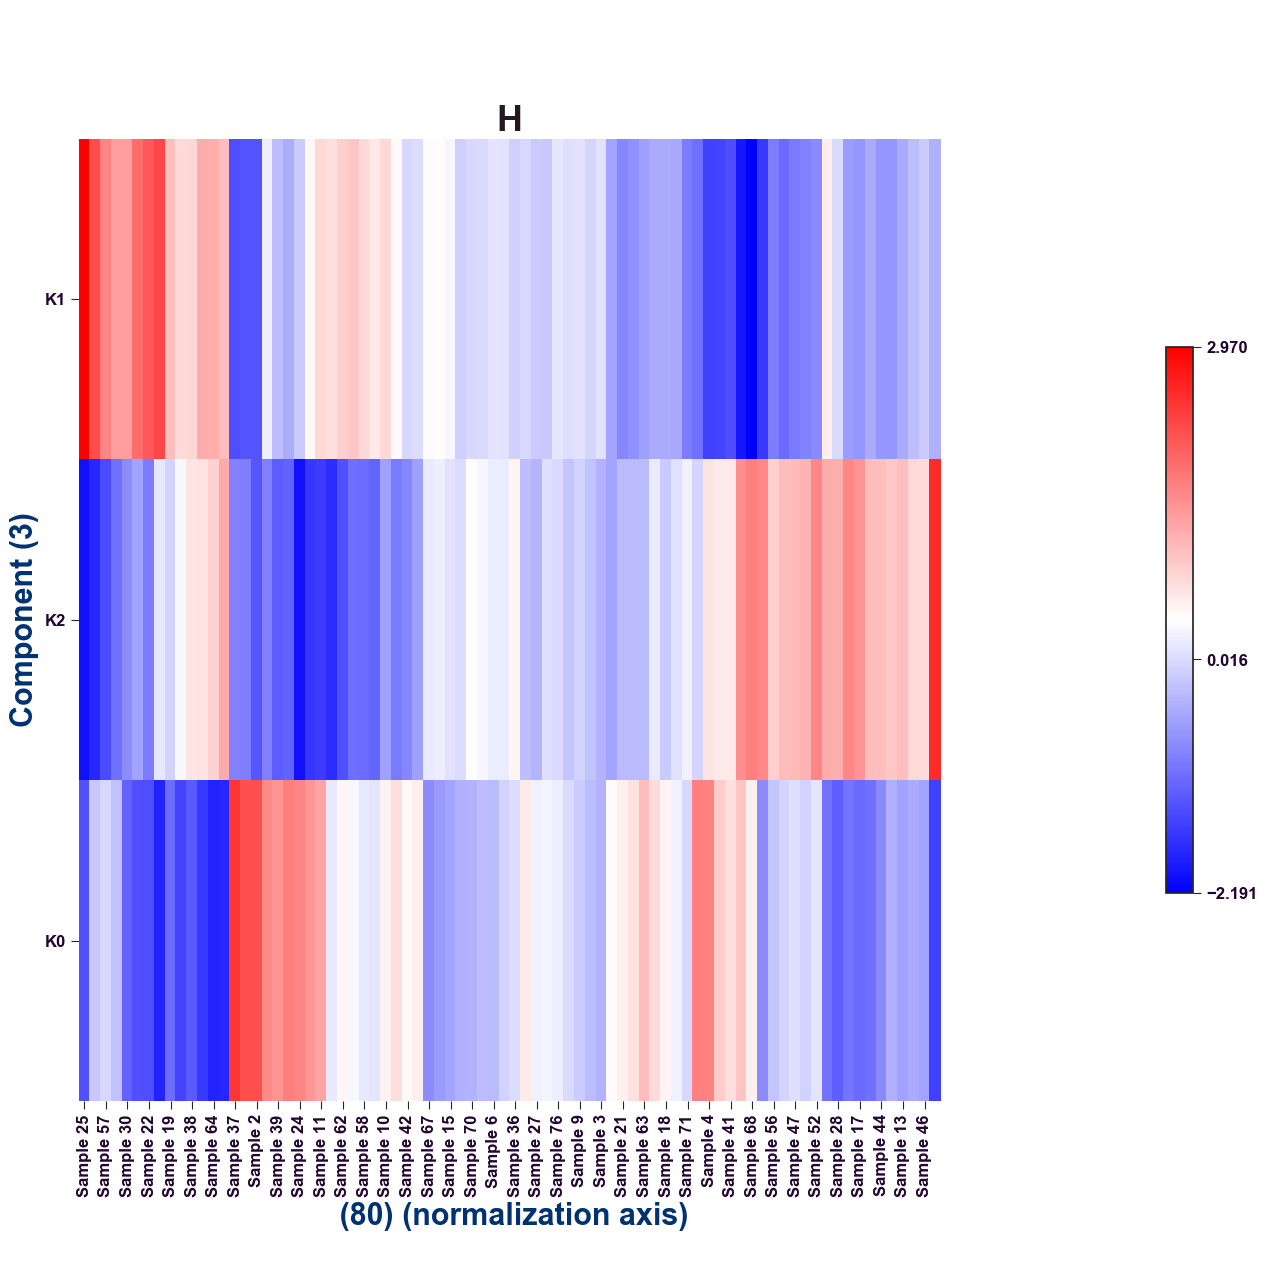 H
K1
K2
K0
Component (3)
Sample 25
Sample 57
Sample 30
Sample 22
Sample 19
Sample 38
Sample 64
Sample 37
Sample 2
Sample 39
Sample 24
Sample 11
Sample 62
Sample 58
Sample 10
Sample 42
Sample 67
Sample 15
Sample 70
Sample 6
Sample 36
Sample 27
Sample 76
Sample 9
Sample 3
Sample 21
Sample 63
Sample 18
Sample 71
Sample 4
Sample 41
Sample 68
Sample 56
Sample 47
Sample 52
Sample 28
Sample 17
Sample 44
Sample 13
Sample 46
(80) (normalization axis)
2.970
0.016
−2.191